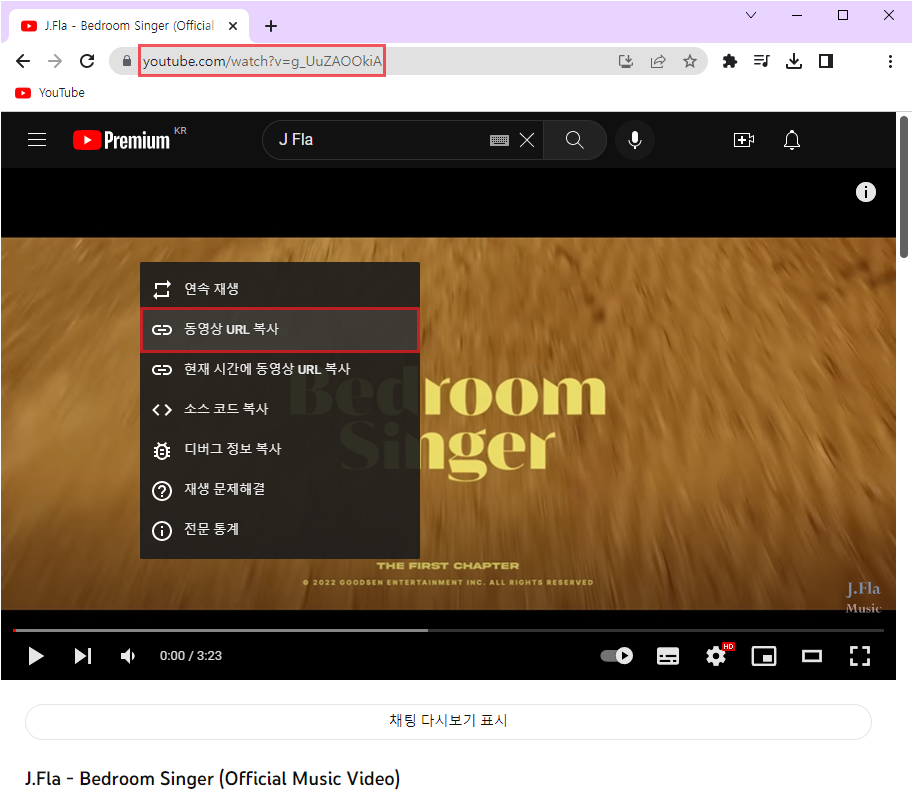 J.Fla - Bedroom Singer (Official
youtube.com/watch?v=g_UuZAOOkiA
YouTube
Premium KR
J Fla
연속 재생
동영상 URL 복사
현재 시간에 동영상 URL 복사
소스 코드 복사
디버그 정보 복사
재생 문제해결
전문 통계
Bedroom
Singer
THE FIRST CHAPTER
© 2022 GOODSEN ENTERTAINMENT INC. ALL RIGHTS RESERVED
J.Fla
Music
0:00 / 3:23
HD
채팅 다시보기 표시
J.Fla - Bedroom Singer (Official Music Video)